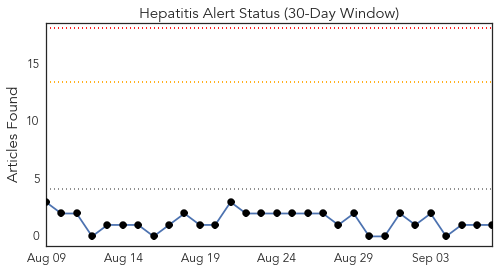 Hepatitis Alert Status (30-Day Window)
Articles Found
15
10
5
0
Aug 09 Aug 14 Aug 19 Aug 24 Aug 29 Sep 03